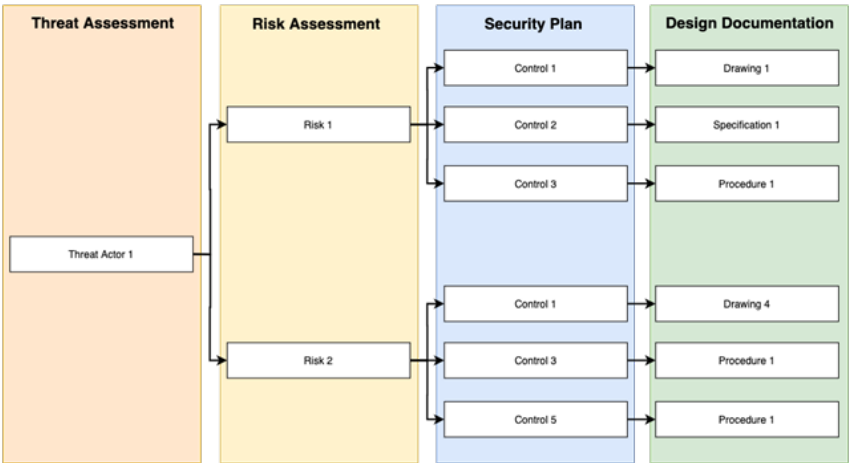 Threat Assessment
Risk Assessment
Security Plan
Design Documentation
Control 1
Drawing 1
Risk 1
Control 2
Specification 1
Control 3
Procedure 1
Threat Actor 1
Control 1
Drawing 4
Risk 2
Control 3
Procedure 1
Control 5
Procedure 1